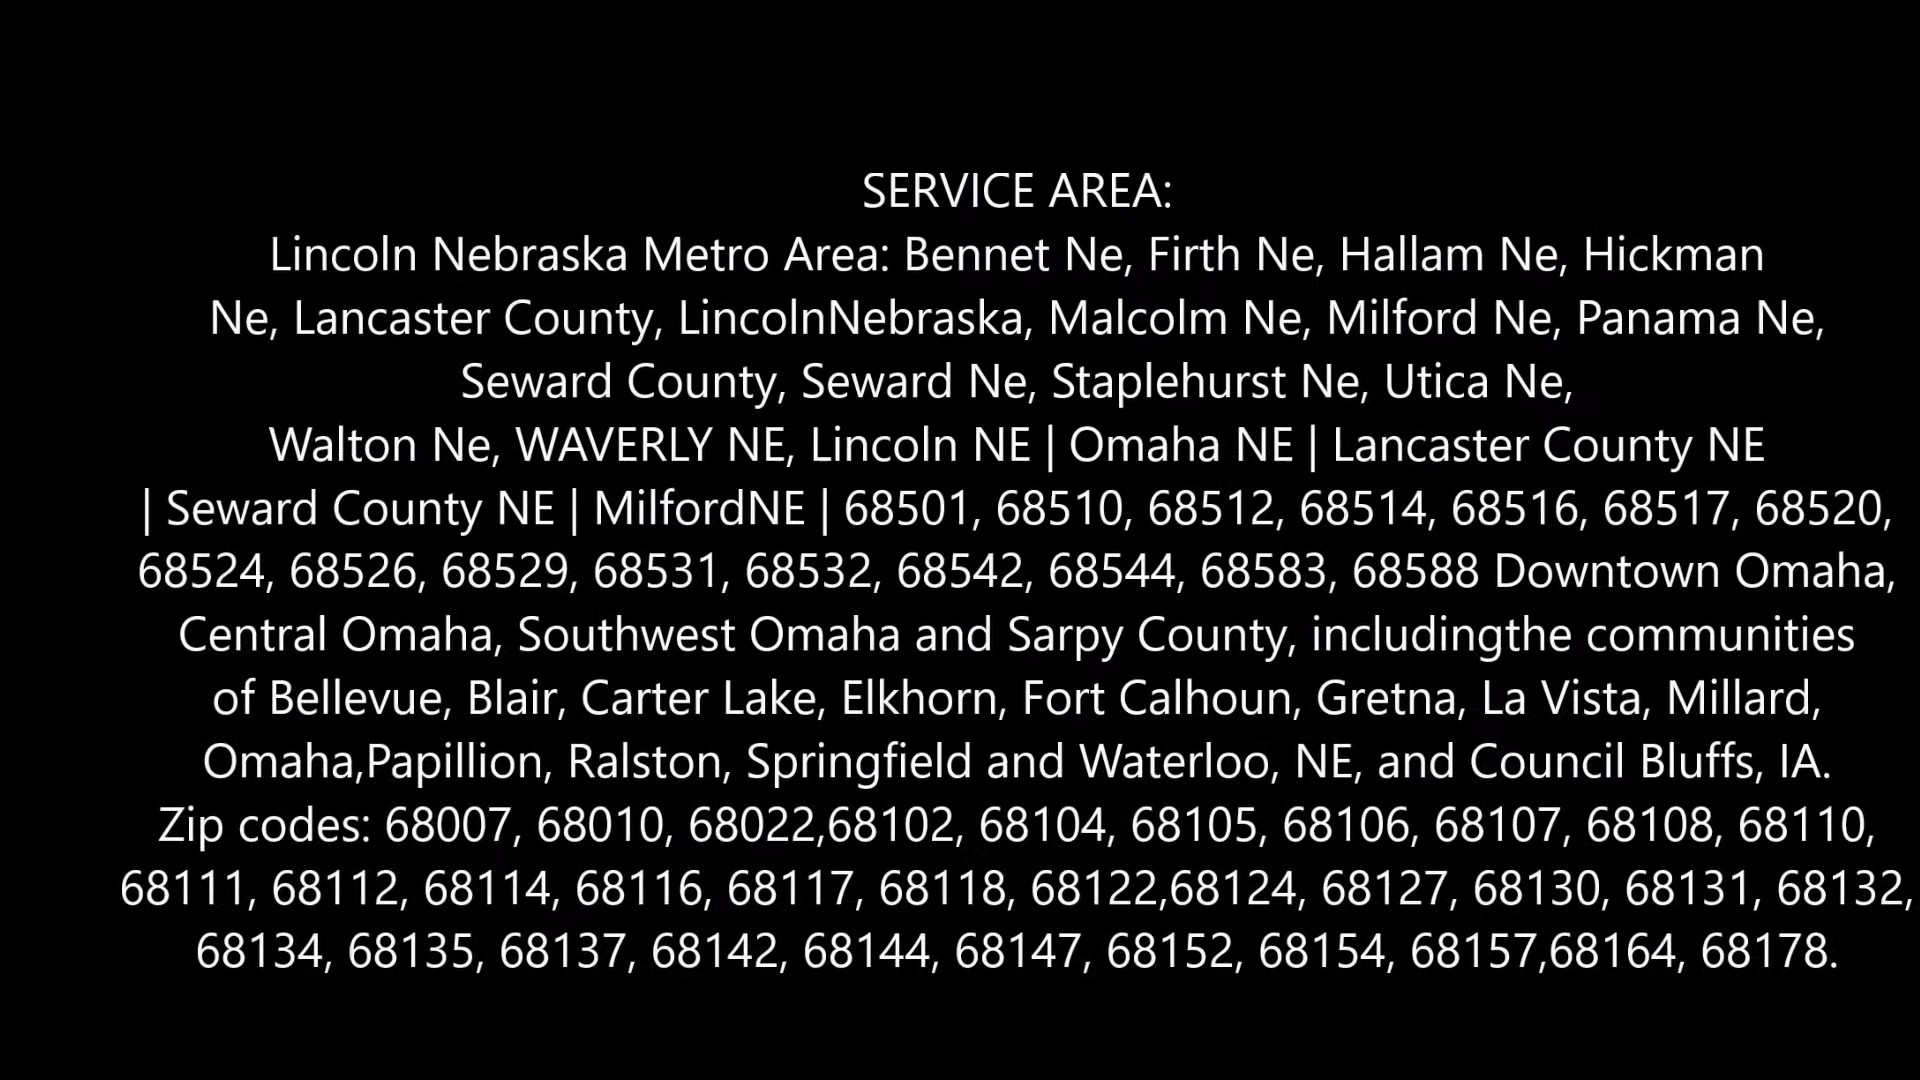 SERVICE AREA:
Lincoln Nebraska Metro Area: Bennet Ne, Firth Ne, Hallam Ne, Hickman
Ne, Lancaster County, LincolnNebraska, Malcolm Ne, Milford Ne, Panama Ne,
Seward County, Seward Ne, Staplehurst Ne, Utica Ne,
Walton Ne, WAVERLY NE, Lincoln NE | Omaha NE | Lancaster County NE
| Seward County NE | MilfordNE | 68501, 68510, 68512, 68514, 68516, 68517, 68520,
68524, 68526, 68529, 68531, 68532, 68542, 68544, 68583, 68588 Downtown Omaha,
Central Omaha, Southwest Omaha and Sarpy County, includingthe communities
of Bellevue, Blair, Carter Lake, Elkhorn, Fort Calhoun, Gretna, La Vista, Millard,
Omaha,Papillion, Ralston, Springfield and Waterloo, NE, and Council Bluffs, IA.
Zip codes: 68007, 68010, 68022,68102, 68104, 68105, 68106, 68107, 68108, 68110,
68111, 68112, 68114, 68116, 68117, 68118, 68122,68124, 68127, 68130, 68131, 68132,
68134, 68135, 68137, 68142, 68144, 68147, 68152, 68154, 68157,68164, 68178.